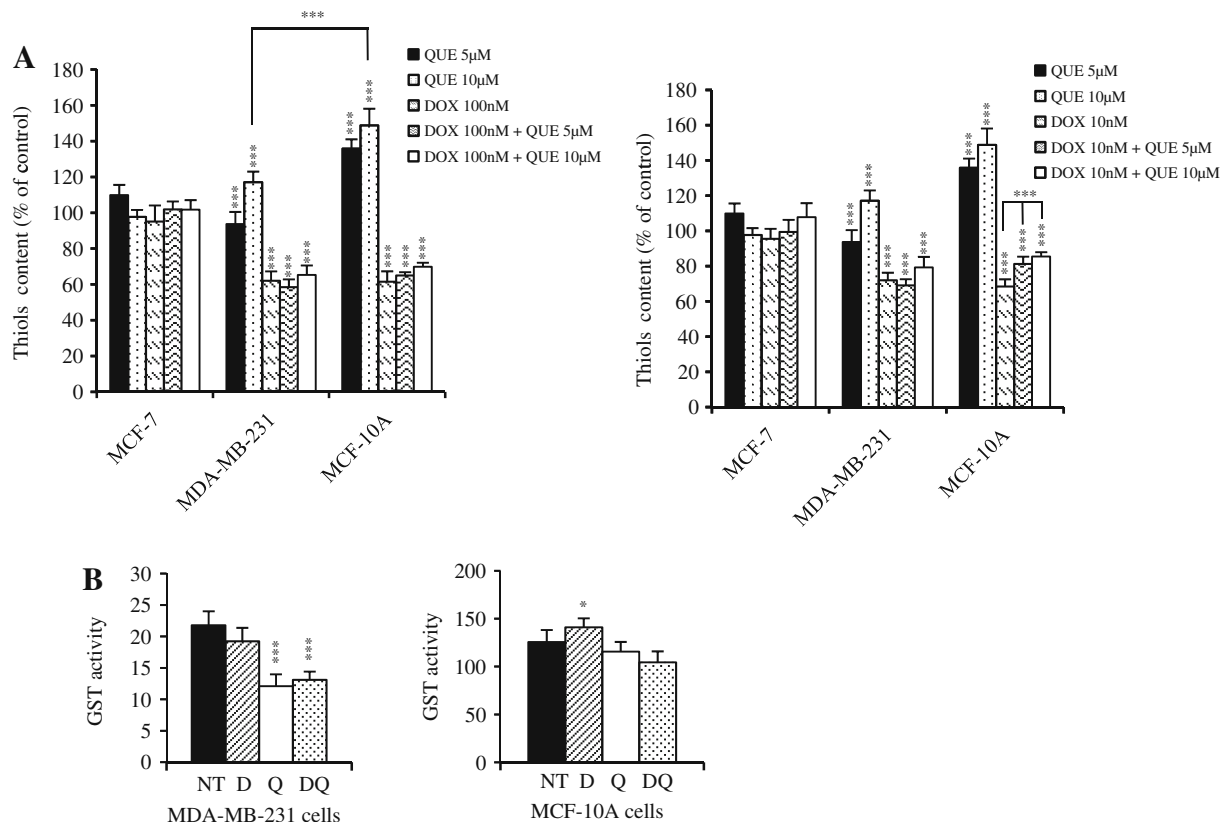 A
***
Thiols content (% of control)
180
160
140
120
100
80
60
40
20
0
QUE 5µM
QUE 10µM
DOX 100nM
DOX 100nM + QUE 5µM
DOX 100nM + QUE 10µM
***
***
***
***
***
***
***
***
***
***
MCF-7
MDA-MB-231
MCF-10A
Thiols content (% of control)
180
160
140
120
100
80
60
40
20
0
QUE 5µM
QUE 10µM
DOX 10nM
DOX 10nM + QUE 5µM
DOX 10nM + QUE 10µM
***
***
***
***
***
***
***
***
***
***
***
MCF-7
MDA-MB-231
MCF-10A
B
GST activity
30
25
20
15
10
5
0
***
***
NT D Q DQ
MDA-MB-231 cells
GST activity
200
150
100
50
0
*
NT D Q DQ
MCF-10A cells